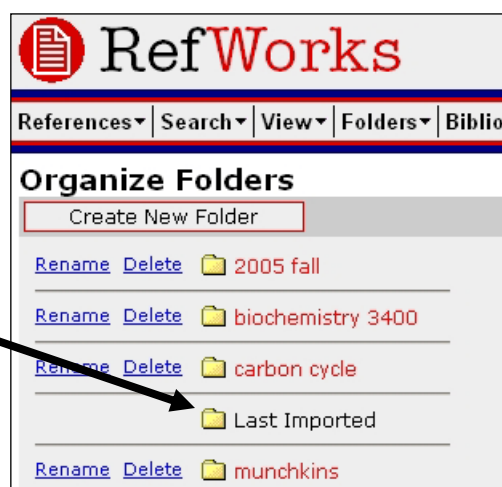 RefWorks
References▾ Search▾ View▾ Folders▾ Biblio
Organize Folders
Create New Folder
Rename Delete 2005 fall
Rename Delete biochemistry 3400
Rename Delete carbon cycle
Last Imported
Rename Delete munchkins